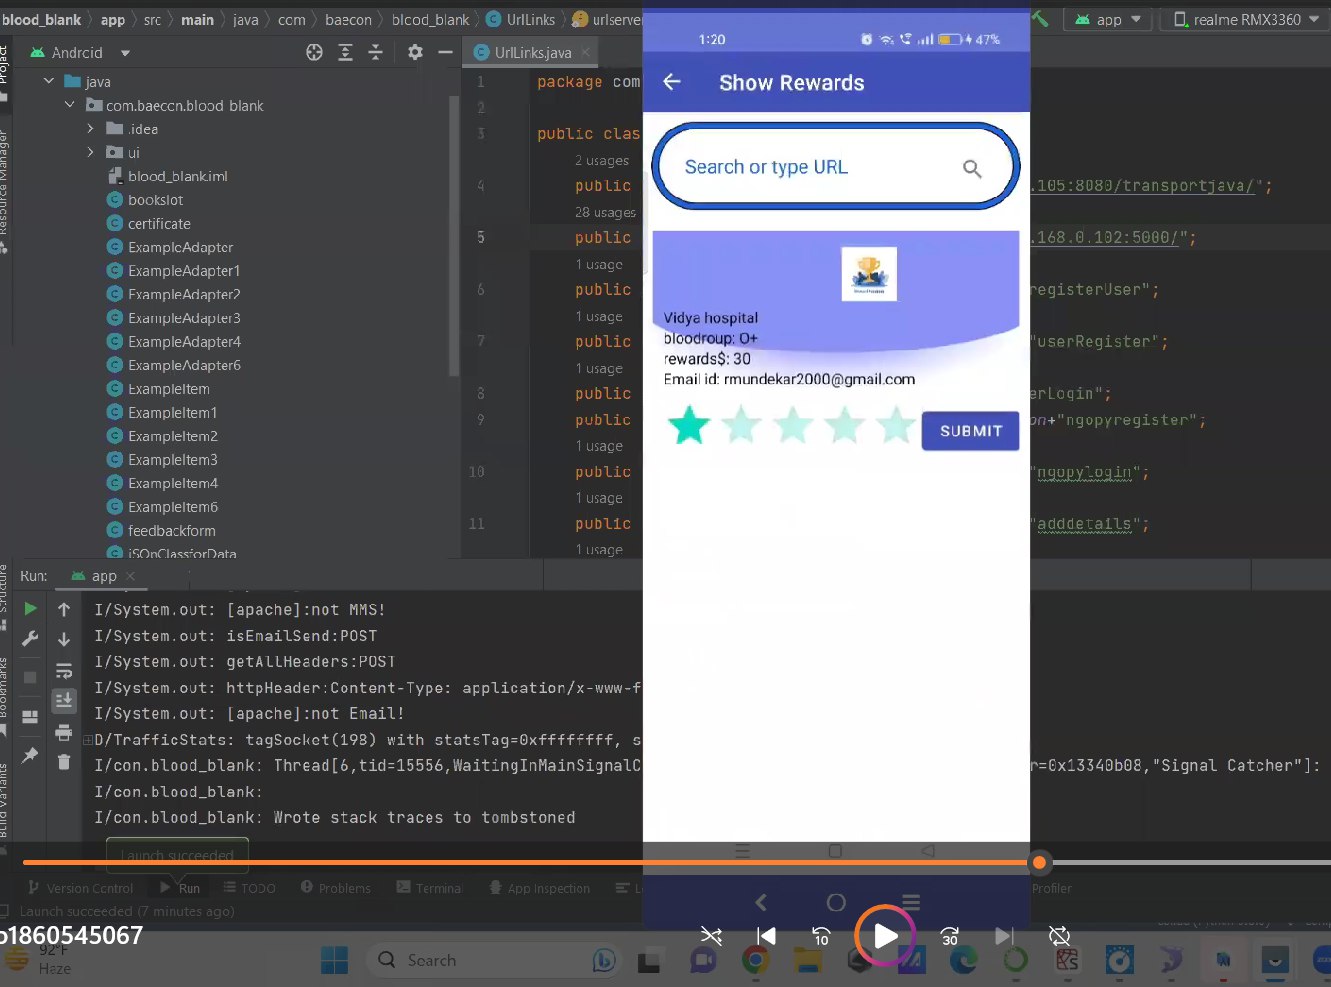 blood_blank
app
src
main
java
com
baecon
blood_blank
UrlLinks
app
realme RMX3360
Project
Android
UrlLinks.java
Resource Manager
java
com.baeccn.blood blank
.idea
ui
blood_blank.iml
bookslot
certificate
ExampleAdapter
ExampleAdapter1
ExampleAdapter2
ExampleAdapter3
ExampleAdapter4
ExampleAdapter6
ExampleItem
ExampleItem1
ExampleItem2
ExampleItem3
ExampleItem4
ExampleItem6
feedbackform
1 package com
2
3 public clas
2 usages
4 public .105:8080/transportjava/";
28 usages
5 public .168.0.102:5000/";
1 usage
6 public registerUser";
1 usage
7 public "userRegister";
1 usage
8 public erLogin";
9 public on+"ngopyregister";
1 usage
10 public "ngopylogin";
1 usage
11 public "adddetails";
1 usage
1:20 47%
Show Rewards
Search or type URL
Vidya hospital
bloodroup: O+
rewards$: 30
Email id: rmundekar2000@gmail.com
SUBMIT
Run: app
I/System.out: [apache]:not MMS!
I/System.out: isEmailSend:POST
I/System.out: getAllHeaders:POST
I/System.out: httpHeader:Content-Type: application/x-www-f
I/System.out: [apache]:not Email!
D/TrafficStats: tagSocket(198) with statsTag=0xffffffff, s
I/con.blood_blank: Thread[6,tid=15556,WaitingInMainSignalC r=0x13340b08,"Signal Catcher"]:
I/con.blood_blank:
I/con.blood_blank: Wrote stack traces to tombstoned
Structure
Bookmarks
Build Variants
Launch succeeded
Version Control
Run
TODO
Problems
Terminal
App Inspection
Profiler
Launch succeeded (7 minutes ago)
1860545067
10
30
92°F
Haze
Search